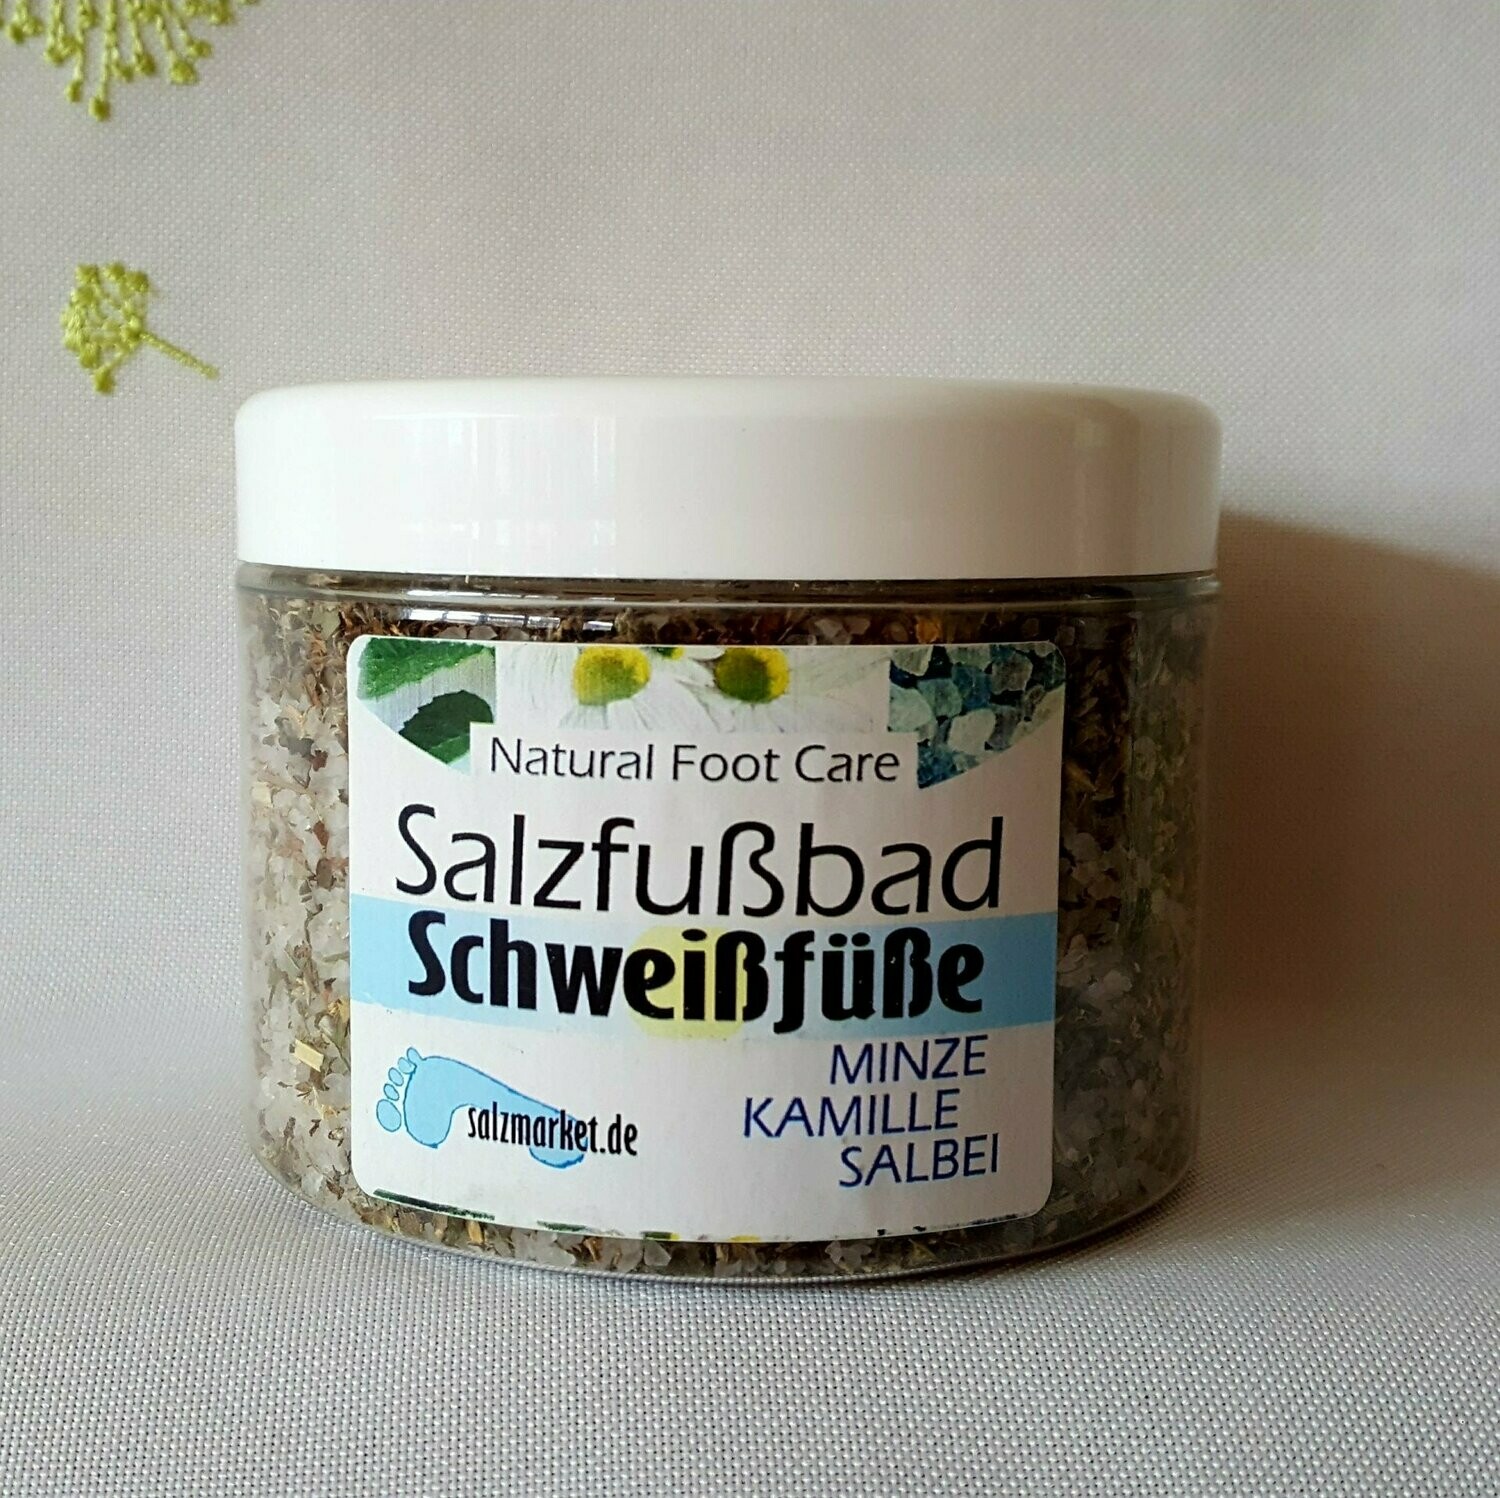 Natural Foot Care
Salzfußbad
Schweißfüße
MINZE
KAMILLE
SALBEI
salzmarket.de